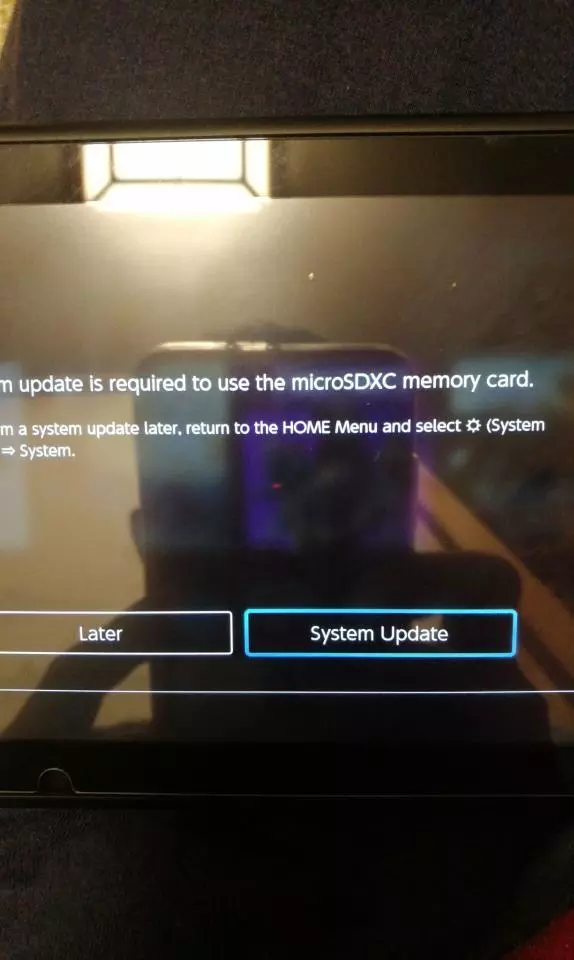 m update is required to use the microSDXC memory card.
m a system update later, return to the HOME Menu and select ⚙ (System
⇒ System.
Later
System Update